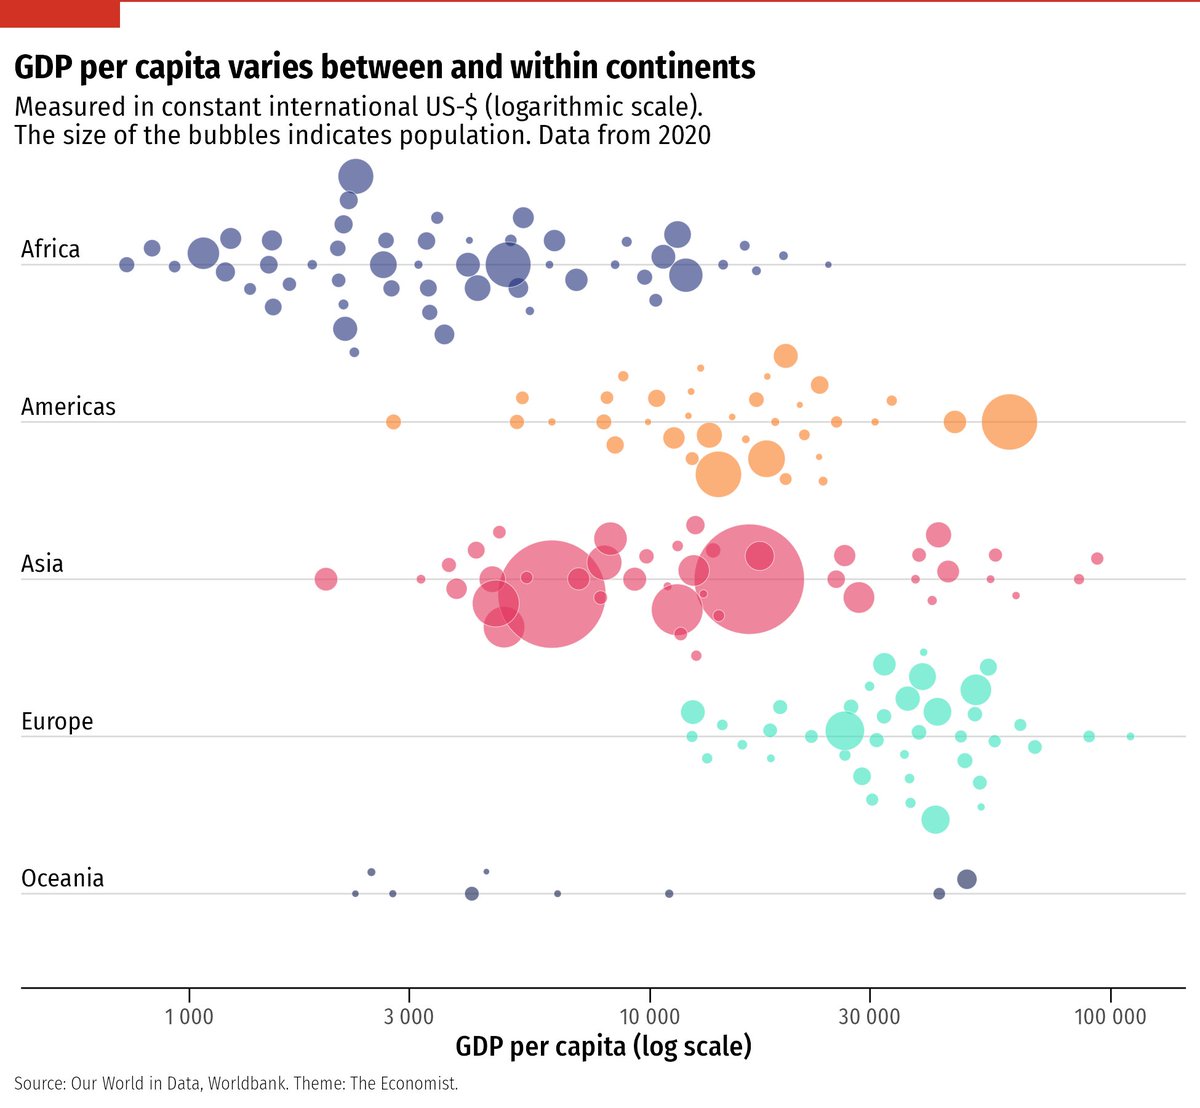 GDP per capita varies between and within continents
Measured in constant international US-$ (logarithmic scale).
The size of the bubbles indicates population. Data from 2020
Africa
Americas
Asia
Europe
Oceania
1 000
3 000
10 000
30 000
100 000
GDP per capita (log scale)
Source: Our World in Data, Worldbank. Theme: The Economist.